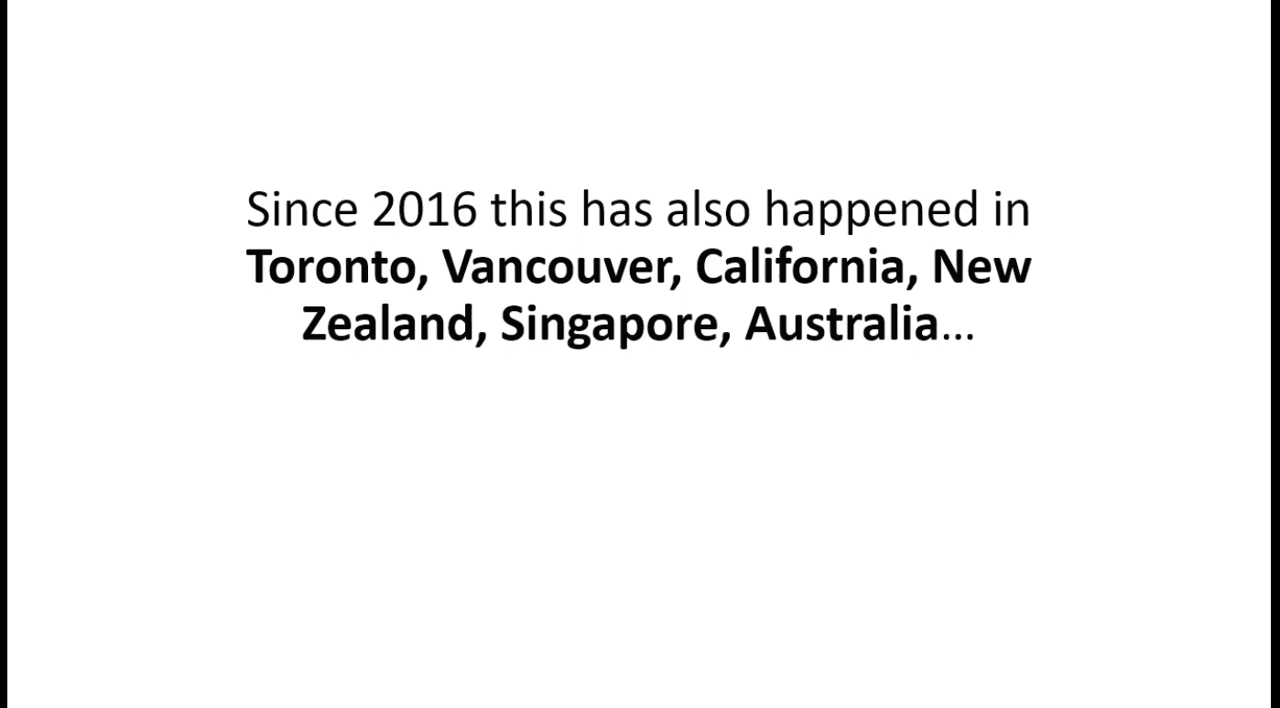 Since 2016 this has also happened in
Toronto, Vancouver, California, New
Zealand, Singapore, Australia...